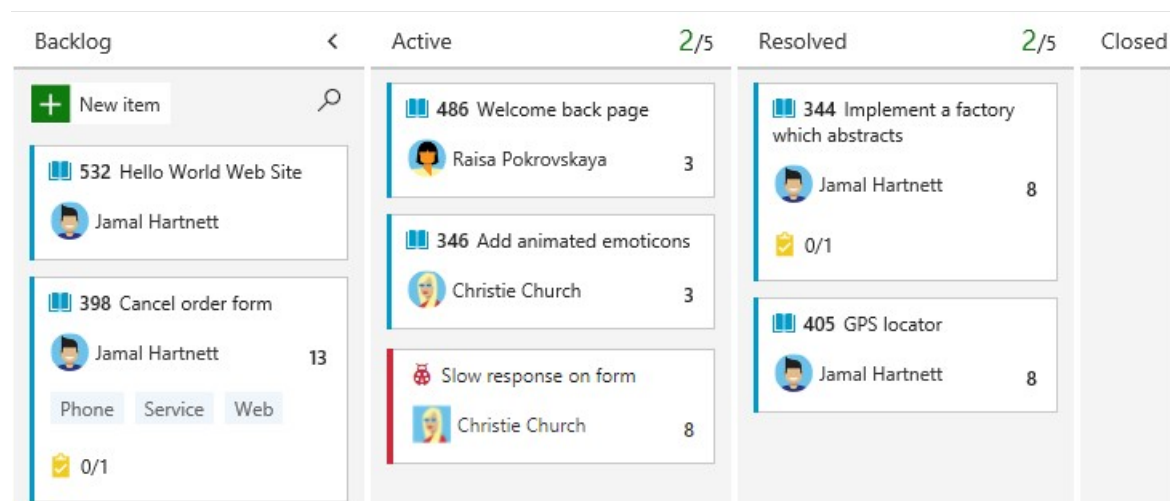 Backlog
New item
532 Hello World Web Site
Jamal Hartnett
398 Cancel order form
Jamal Hartnett 13
Phone Service Web
0/1
Active 2/5
486 Welcome back page
Raisa Pokrovskaya 3
346 Add animated emoticons
Christie Church 3
Slow response on form
Christie Church 8
Resolved 2/5
344 Implement a factory
which abstracts
Jamal Hartnett 8
0/1
405 GPS locator
Jamal Hartnett 8
Closed